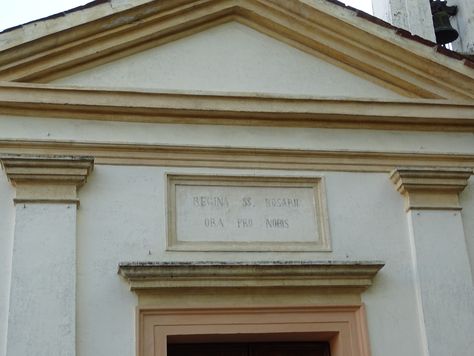 REGINA SS. ROSARII
ORA PRO NOBIS